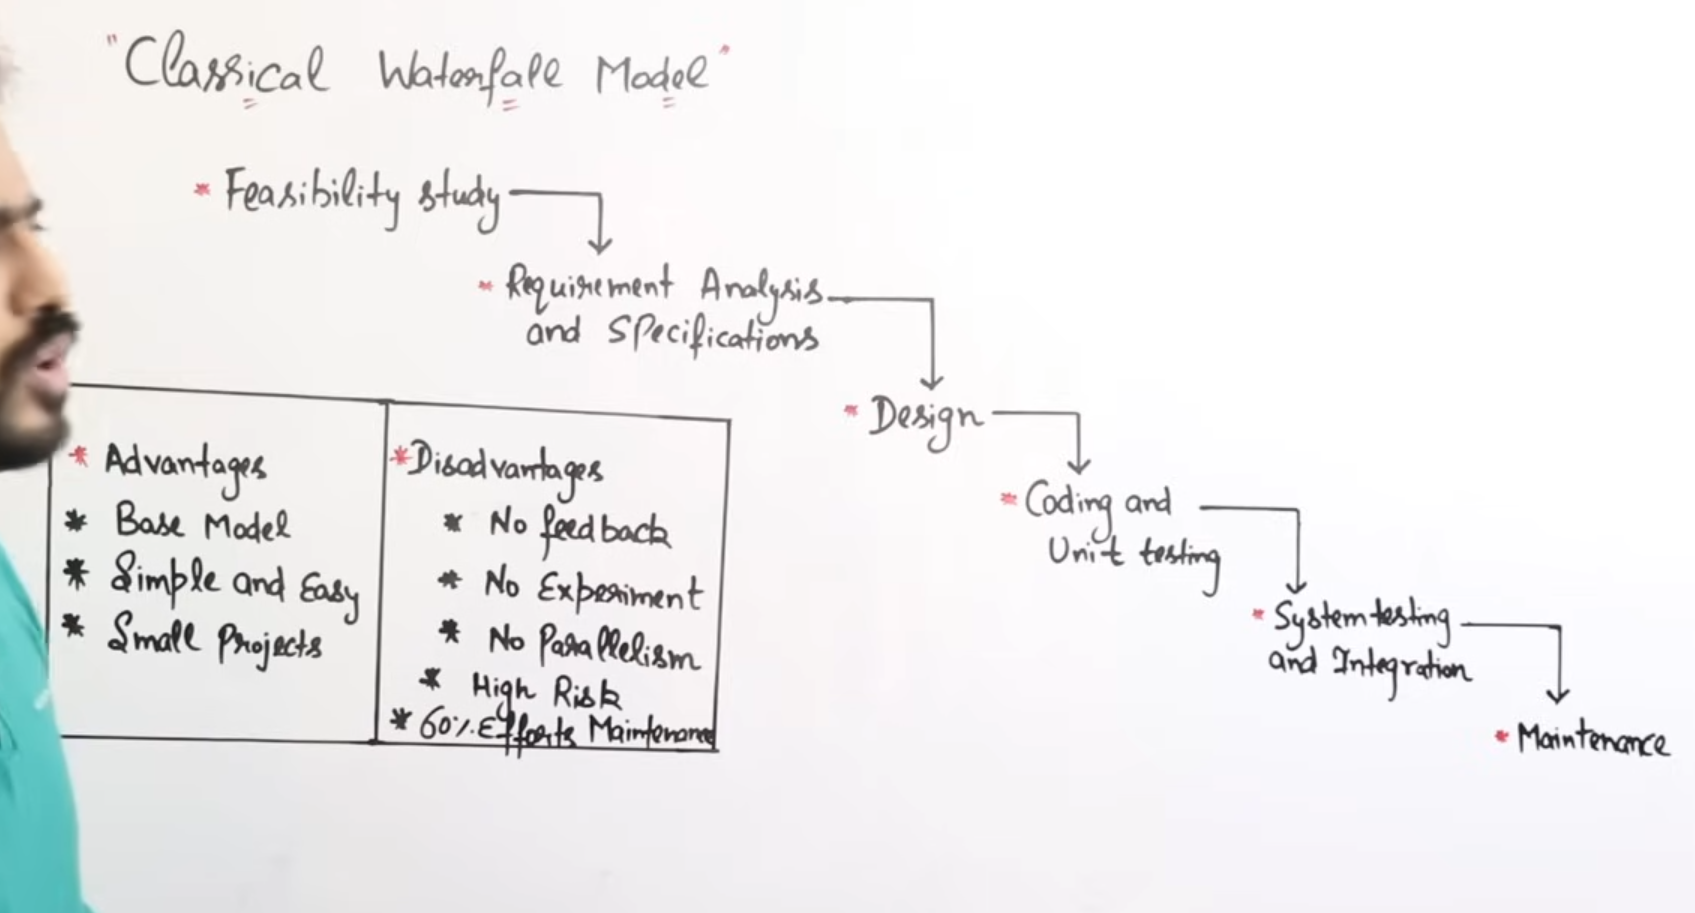 "Classical Waterfall Model"
* Feasibility study
* Requirement Analysis
and Specifications
* Design
* Coding and
Unit testing
* System testing
and Integration
* Maintenance
* Advantages
* Base Model
* Simple and Easy
* Small Projects
* Disadvantages
* No feedback
* No Experiment
* No Parallelism
* High Risk
* 60% Efforts Maintenance